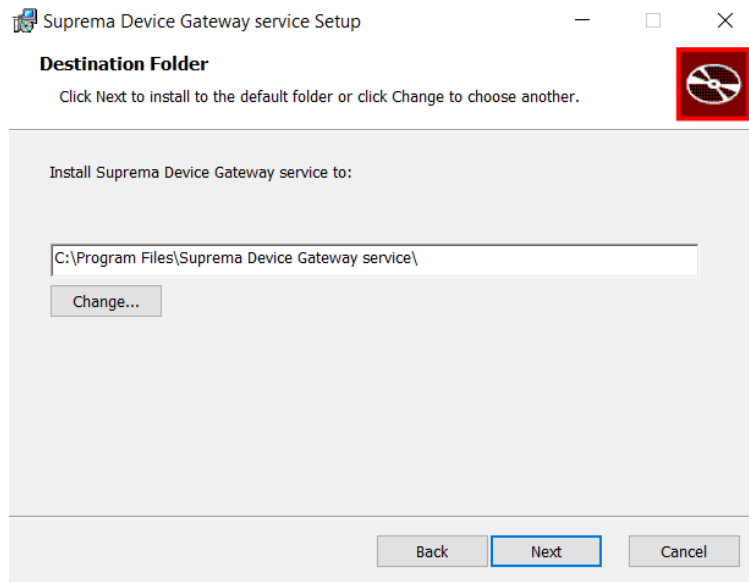 Suprema Device Gateway service Setup
Destination Folder
Click Next to install to the default folder or click Change to choose another.
Install Suprema Device Gateway service to:
C:\Program Files\Suprema Device Gateway service\
Change...
Back Next Cancel